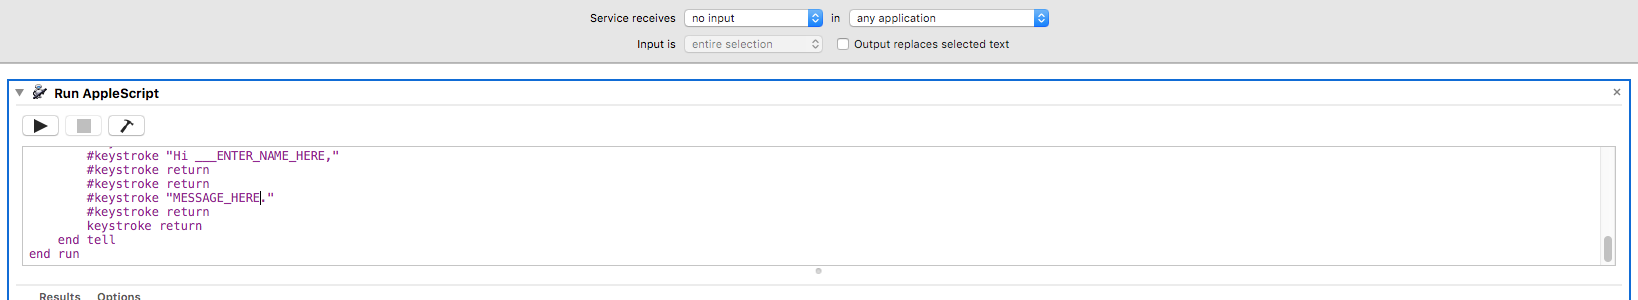 Service receives no input in any application
Input is entire selection Output replaces selected text
Run AppleScript
#keystroke "Hi ___ENTER_NAME_HERE,"
#keystroke return
#keystroke return
#keystroke "MESSAGE_HERE."
#keystroke return
keystroke return
end tell
end run
Results Options